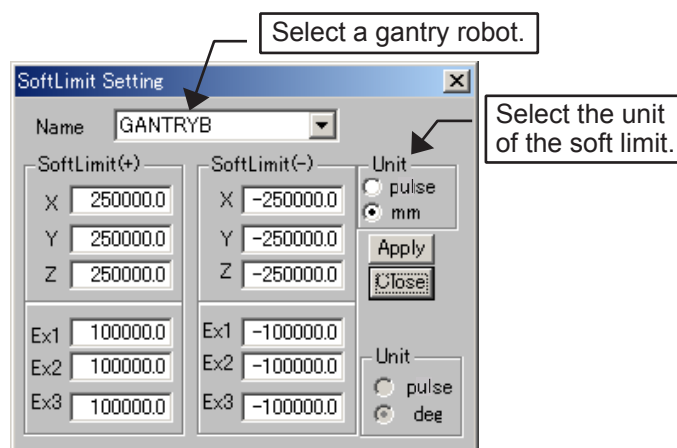 Select a gantry robot.
SoftLimit Setting
Name GANTRYB
Select the unit
of the soft limit.
SoftLimit(+) SoftLimit(-) Unit
X 250000.0 X -250000.0 pulse
mm
Y 250000.0 Y -250000.0 Apply
Z 250000.0 Z -250000.0 Close
Ex1 100000.0 Ex1 -100000.0
Ex2 100000.0 Ex2 -100000.0 Unit
pulse
Ex3 100000.0 Ex3 -100000.0 deg